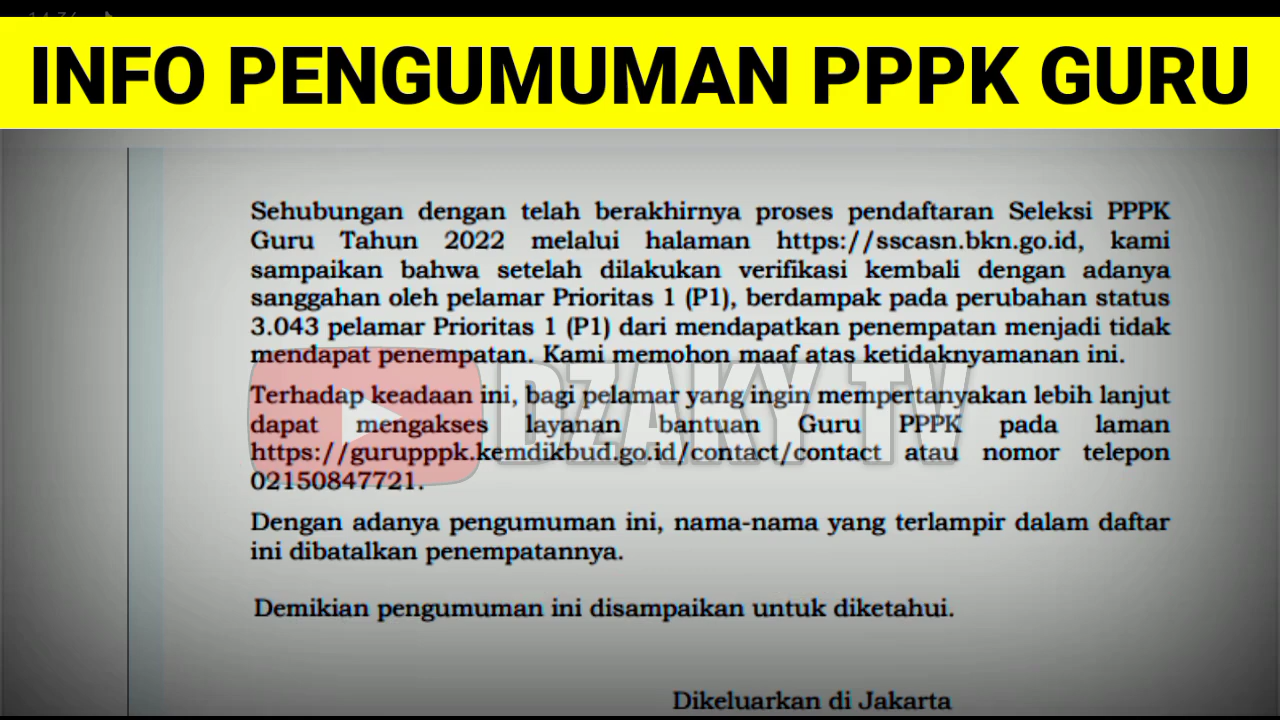 INFO PENGUMUMAN PPPK GURU
Sehubungan dengan telah berakhirnya proses pendaftaran Seleksi PPPK
Guru Tahun 2022 melalui halaman https://sscasn.bkn.go.id, kami
sampaikan bahwa setelah dilakukan verifikasi kembali dengan adanya
sanggahan oleh pelamar Prioritas 1 (P1), berdampak pada perubahan status
3.043 pelamar Prioritas 1 (P1) dari mendapatkan penempatan menjadi tidak
mendapat penempatan. Kami memohon maaf atas ketidaknyamanan ini.
Terhadap keadaan ini, bagi pelamar yang ingin mempertanyakan lebih lanjut
dapat mengakses layanan bantuan Guru PPPK pada laman
DZAKY TV
https://gurupppk.kemdikbud.go.id/contact/contact atau nomor telepon
02150847721.
Dengan adanya pengumuman ini, nama-nama yang terlampir dalam daftar
ini dibatalkan penempatannya.
Demikian pengumuman ini disampaikan untuk diketahui.
Dikeluarkan di Jakarta